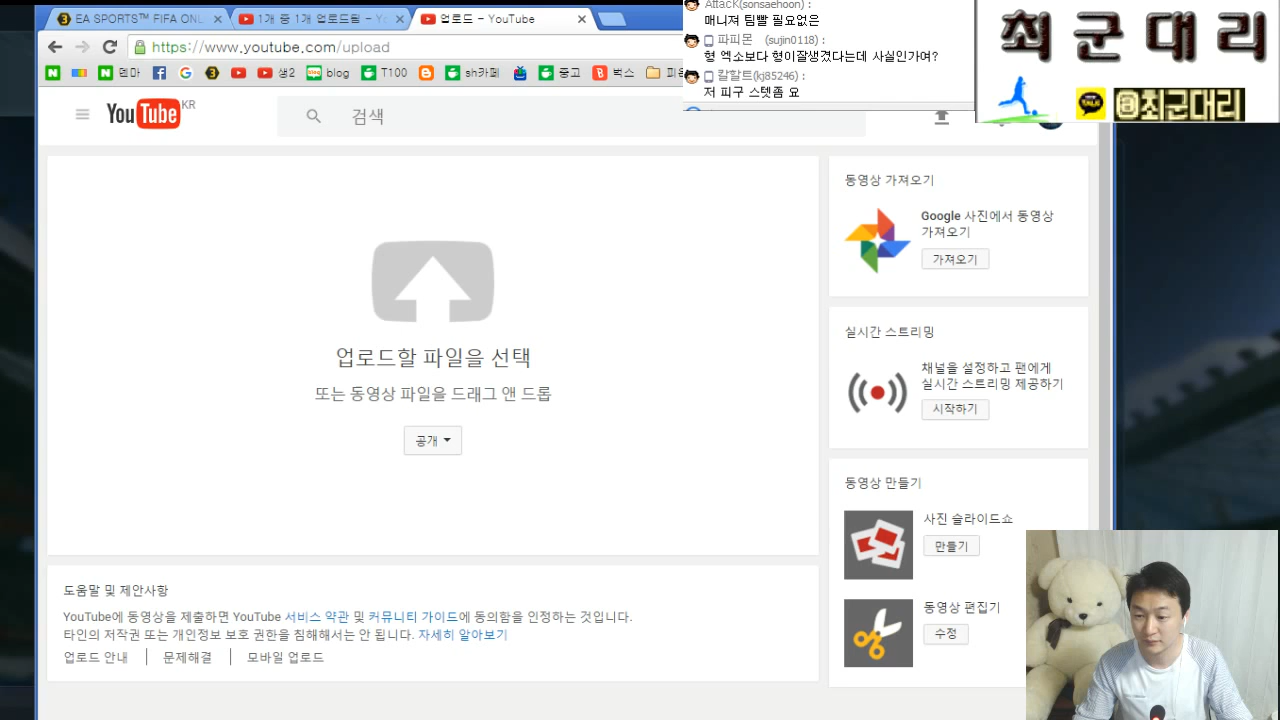 EA SPORTS™ FIFA ONL
1개 중 1개 업로드됨 - Yo
업로드 - YouTube
https://www.youtube.com/upload
덤마
생2
blog
T100
sh카페
중고
벅스
AttacK(sonsaehoon) :
매니져 팀빨 필요없은
파피몬 (sujin0118) :
형 엑소보다 형이잘생겼다는데 사실인가여?
칼할트(kj85246) :
저 피구 스텟좀 요
최군대리
TALK
@최군대리
YouTube KR
검색
업로드할 파일을 선택
또는 동영상 파일을 드래그 앤 드롭
공개
동영상 가져오기
Google 사진에서 동영상
가져오기
가져오기
실시간 스트리밍
채널을 설정하고 팬에게
실시간 스트리밍 제공하기
시작하기
동영상 만들기
사진 슬라이드쇼
만들기
동영상 편집기
수정
도움말 및 제안사항
YouTube에 동영상을 제출하면 YouTube 서비스 약관 및 커뮤니티 가이드에 동의함을 인정하는 것입니다.
타인의 저작권 또는 개인정보 보호 권한을 침해해서는 안 됩니다. 자세히 알아보기
업로드 안내
문제해결
모바일 업로드